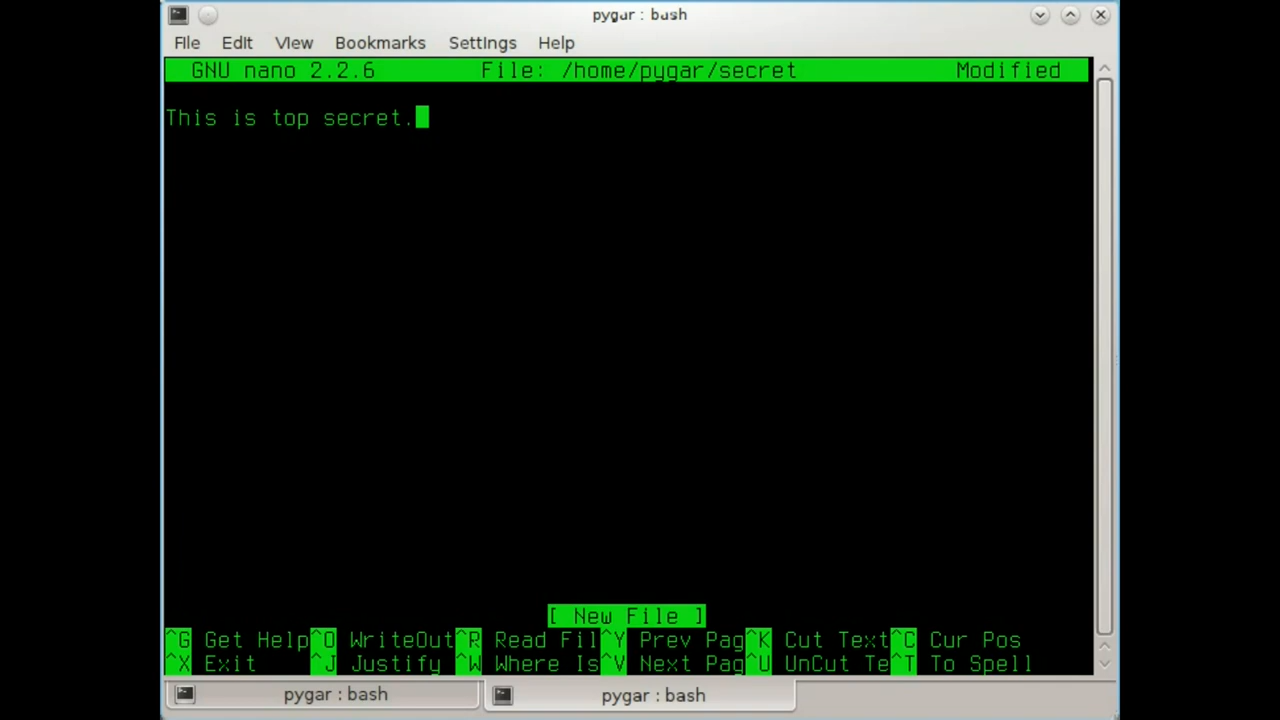 pygar : bash
File Edit View Bookmarks Settings Help
GNU nano 2.2.6 File: /home/pygar/secret Modified
This is top secret.
[ New File ]
^G Get Help ^O WriteOut ^R Read Fil ^Y Prev Pag ^K Cut Text ^C Cur Pos
^X Exit ^J Justify ^W Where Is ^V Next Pag ^U UnCut Te ^T To Spell
pygar : bash pygar : bash